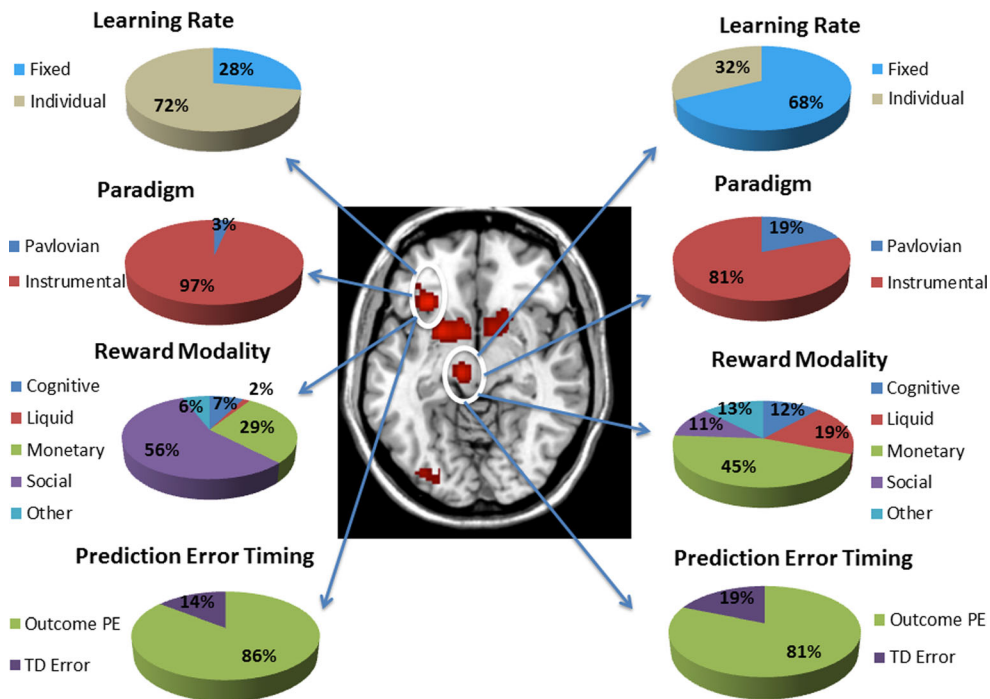 Learning Rate
Fixed
Individual
28%
72%
Paradigm
Pavlovian
Instrumental
3%
97%
Reward Modality
Cognitive
Liquid
Monetary
Social
Other
6%
7%
2%
29%
56%
Prediction Error Timing
Outcome PE
TD Error
14%
86%
Learning Rate
32%
68%
Fixed
Individual
Paradigm
19%
81%
Pavlovian
Instrumental
Reward Modality
13%
12%
11%
19%
45%
Cognitive
Liquid
Monetary
Social
Other
Prediction Error Timing
19%
81%
Outcome PE
TD Error